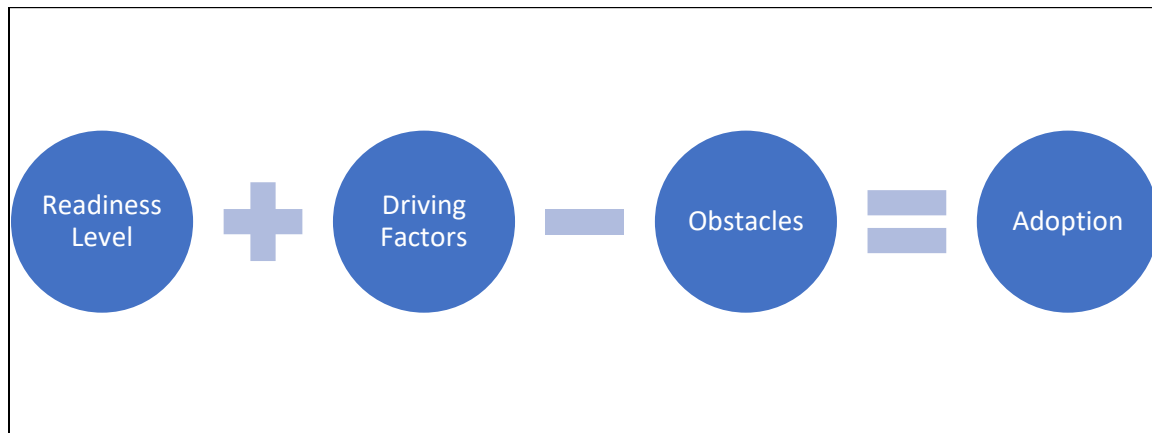 Readiness
Level
Driving
Factors
Obstacles
Adoption